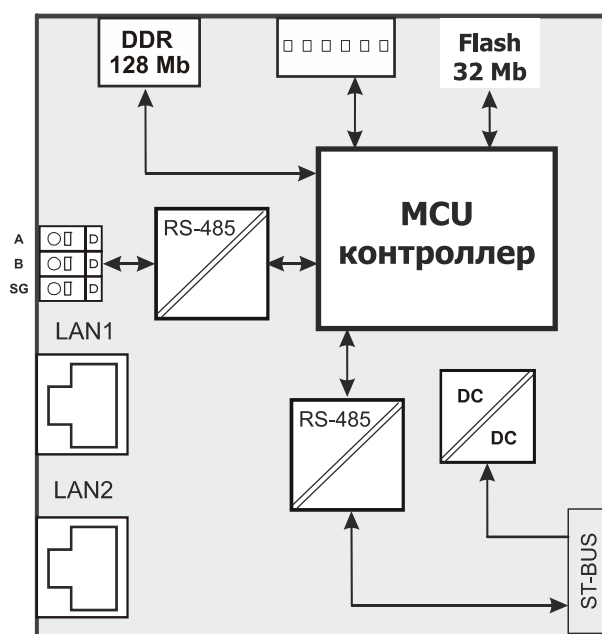 DDR
128 Mb
Flash
32 Mb
MCU
контроллер
A
B
SG
D
D
D
RS-485
LAN1
RS-485
DC
DC
LAN2
ST-BUS